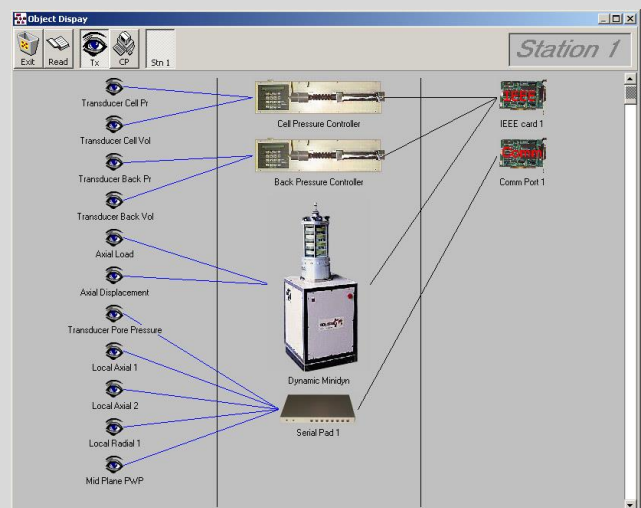 Object Dispay
Exit
Read
Tx
CP
Stn 1
Station 1
Transducer Cell Pr
Transducer Cell Vol
Transducer Back Pr
Transducer Back Vol
Axial Load
Axial Displacement
Transducer Pore Pressure
Local Axial 1
Local Axial 2
Local Radial 1
Mid Plane PWP
Cell Pressure Controller
Back Pressure Controller
Dynamic Minidyn
Serial Pad 1
IEEE
IEEE card 1
Comm
Comm Port 1